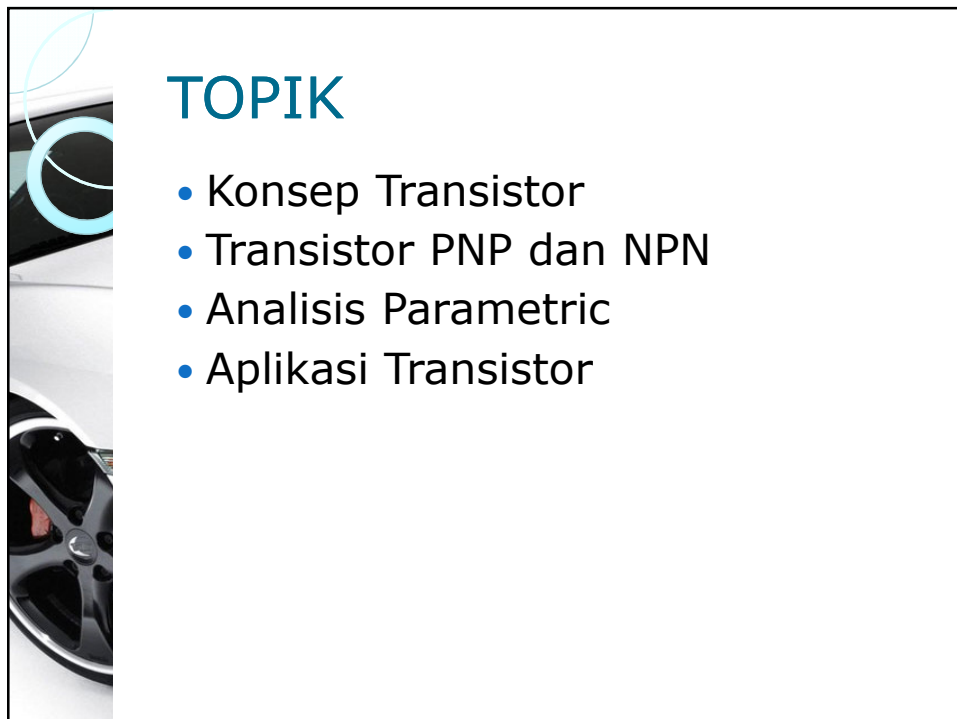 TOPIK
• Konsep Transistor
• Transistor PNP dan NPN
• Analisis Parametric
• Aplikasi Transistor